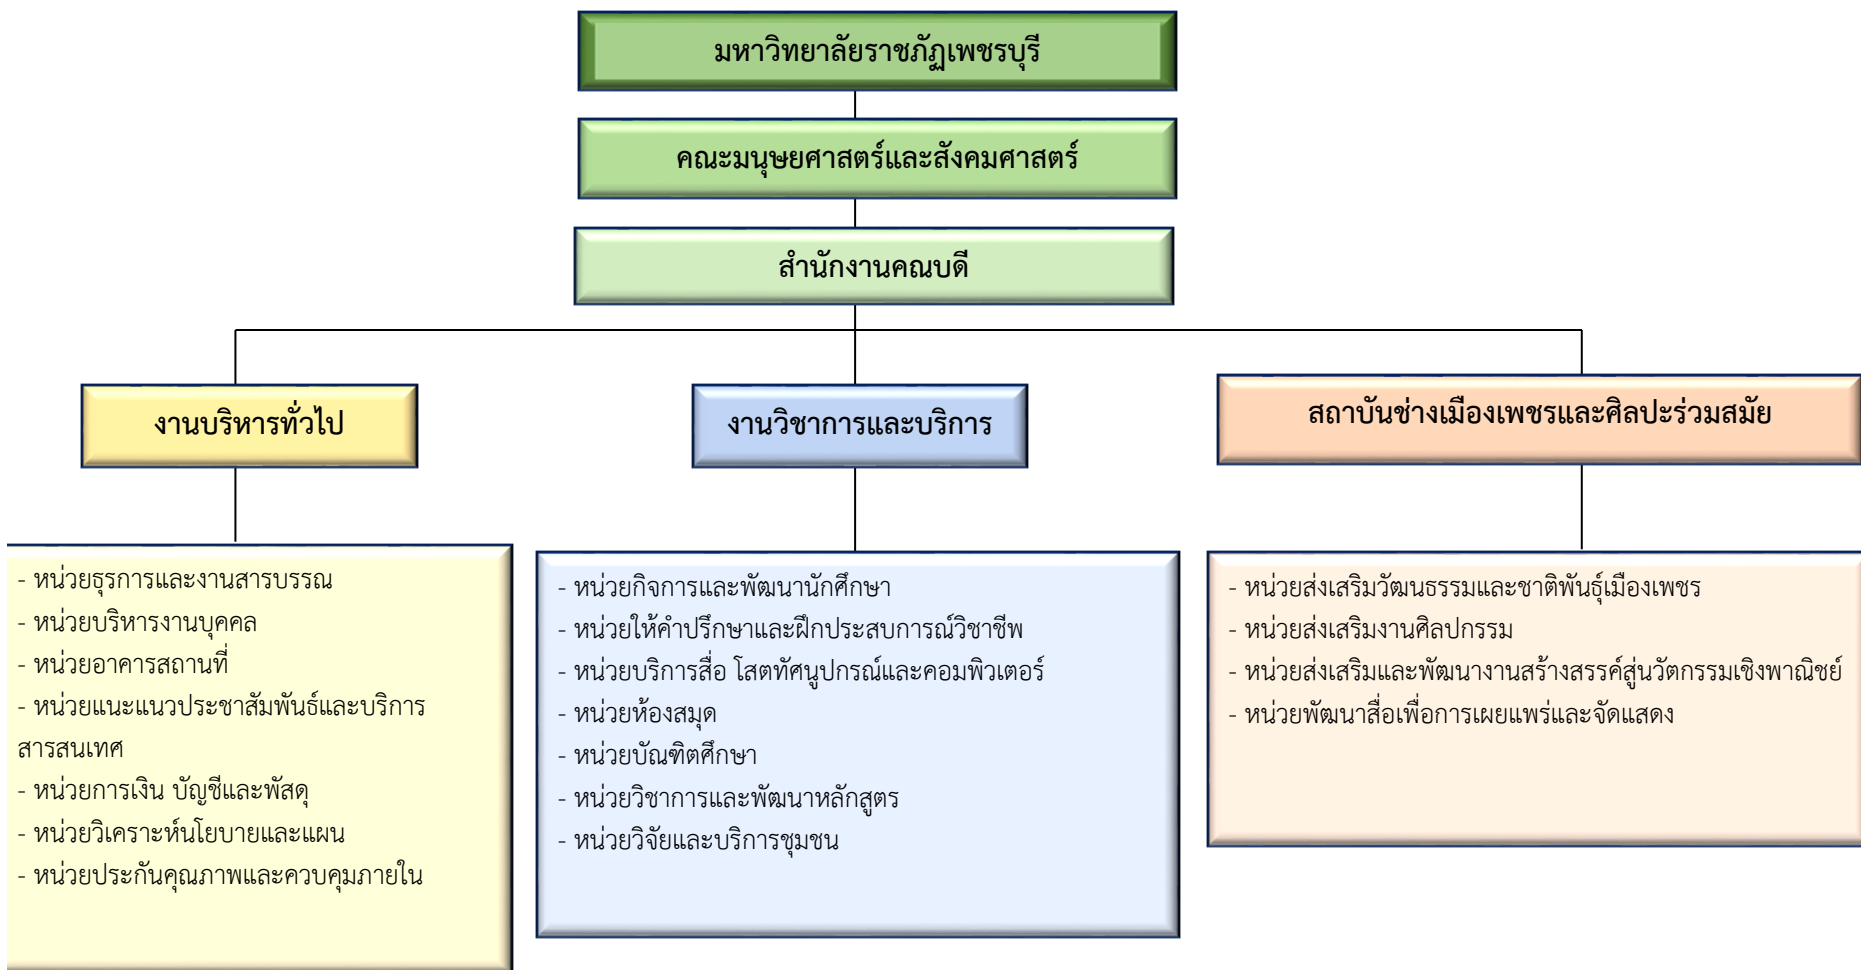 มหาวิทยาลัยราชภัฏเพชรบุรี
คณะมนุษยศาสตร์และสังคมศาสตร์
สำนักงานคณบดี
งานบริหารทั่วไป
- หน่วยธุรการและงานสารบรรณ
- หน่วยบริหารงานบุคคล
- หน่วยอาคารสถานที่
- หน่วยแนะแนวประชาสัมพันธ์และบริการ
สารสนเทศ
- หน่วยการเงิน บัญชีและพัสดุ
- หน่วยวิเคราะห์นโยบายและแผน
- หน่วยประกันคุณภาพและควบคุมภายใน
งานวิชาการและบริการ
- หน่วยกิจการและพัฒนานักศึกษา
- หน่วยให้คำปรึกษาและฝึกประสบการณ์วิชาชีพ
- หน่วยบริการสื่อ โสตทัศนูปกรณ์และคอมพิวเตอร์
- หน่วยห้องสมุด
- หน่วยบัณฑิตศึกษา
- หน่วยวิชาการและพัฒนาหลักสูตร
- หน่วยวิจัยและบริการชุมชน
สถาบันช่างเมืองเพชรและศิลปะร่วมสมัย
- หน่วยส่งเสริมวัฒนธรรมและชาติพันธุ์เมืองเพชร
- หน่วยส่งเสริมงานศิลปกรรม
- หน่วยส่งเสริมและพัฒนางานสร้างสรรค์สู่นวัตกรรมเชิงพาณิชย์
- หน่วยพัฒนาสื่อเพื่อการเผยแพร่และจัดแสดง